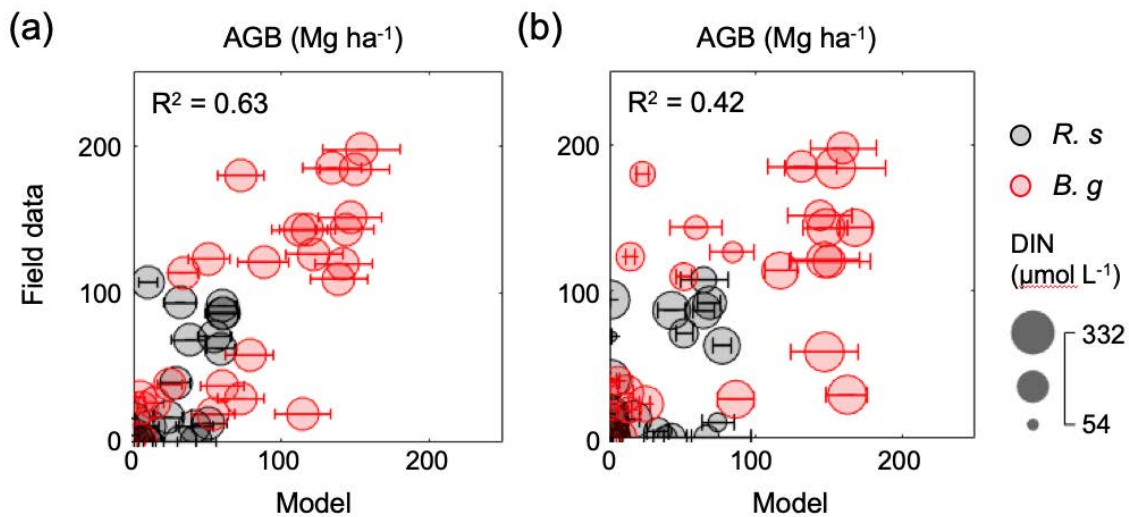 (a)
AGB (Mg ha⁻¹)
R² = 0.63
200
100
0
0
100
200
Field data
Model
(b)
AGB (Mg ha⁻¹)
R² = 0.42
200
100
0
0
100
200
Model
R. s
B. g
DIN
(µmol L⁻¹)
332
54